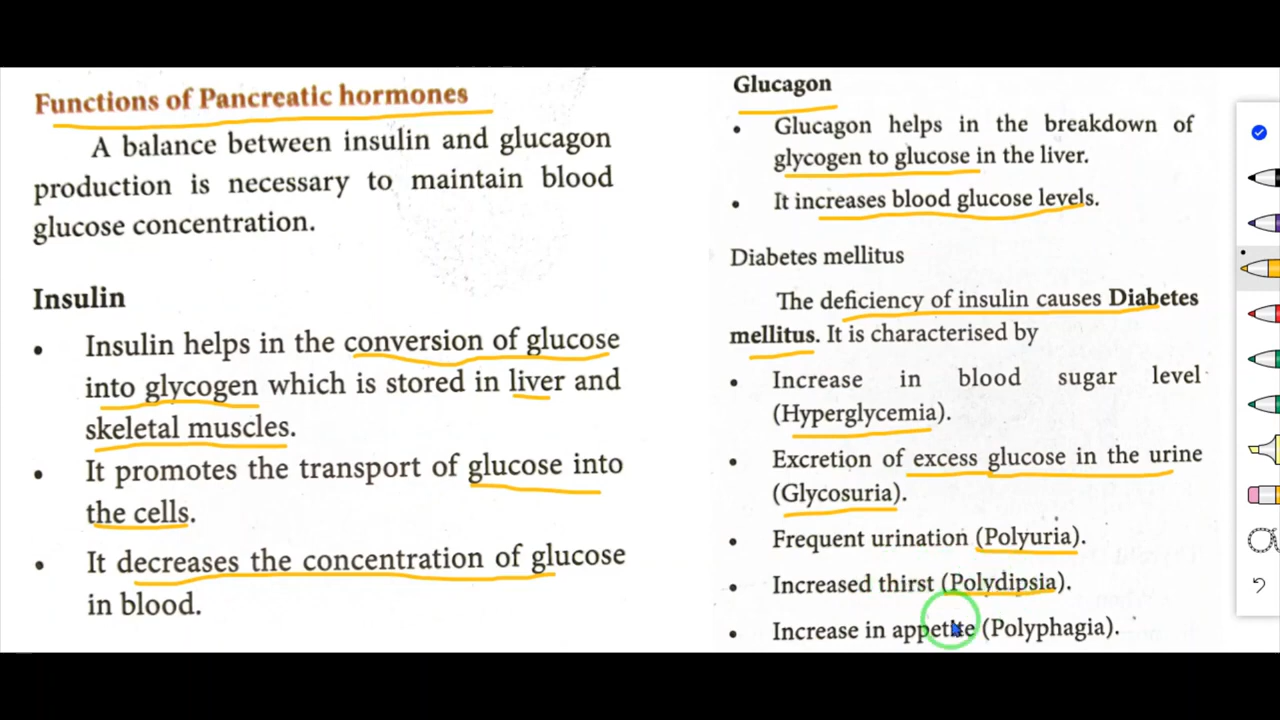 Functions of Pancreatic hormones
A balance between insulin and glucagon
production is necessary to maintain blood
glucose concentration.
Insulin
• Insulin helps in the conversion of glucose
into glycogen which is stored in liver and
skeletal muscles.
• It promotes the transport of glucose into
the cells.
• It decreases the concentration of glucose
in blood.
Glucagon
• Glucagon helps in the breakdown of
glycogen to glucose in the liver.
• It increases blood glucose levels.
Diabetes mellitus
The deficiency of insulin causes Diabetes
mellitus. It is characterised by
• Increase in blood sugar level
(Hyperglycemia).
• Excretion of excess glucose in the urine
(Glycosuria).
• Frequent urination (Polyuria).
• Increased thirst (Polydipsia).
• Increase in appetite (Polyphagia).